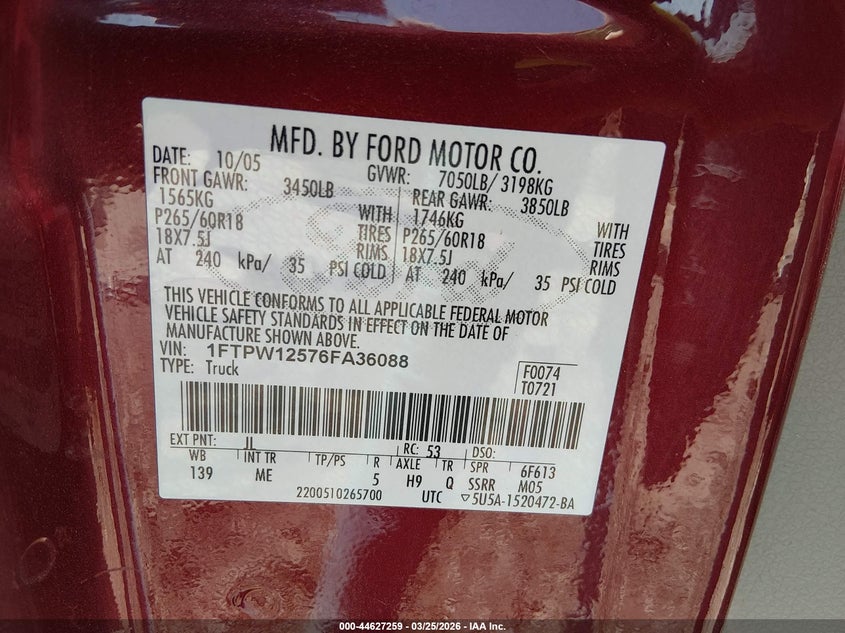 MFD. BY FORD MOTOR CO.
DATE: 10/05 GVWR: 7050LB/ 3198KG
FRONT GAWR: 3450LB REAR GAWR: 3850LB
1565KG WITH 1746KG WITH
P265/60R18 TIRES P265/60R18 TIRES
18X7.5J RIMS 18X7.5J RIMS
AT 240 kPa/ 35 PSI COLD AT 240 kPa/ 35 PSI COLD
THIS VEHICLE CONFORMS TO ALL APPLICABLE FEDERAL MOTOR
VEHICLE SAFETY STANDARDS IN EFFECT ON THE DATE OF
MANUFACTURE SHOWN ABOVE.
VIN: 1FTPW12576FA36088
TYPE: Truck
F0074
T0721
EXT PNT: JL RC: 53 DSO:
WB INT TR TP/PS R AXLE TR SPR 6F613
139 ME 5 H9 Q SSRR M05
2200510265700 UTC ▽5U5A-1520472-BA
000-44627259 - 03/25/2026 - IAA Inc.